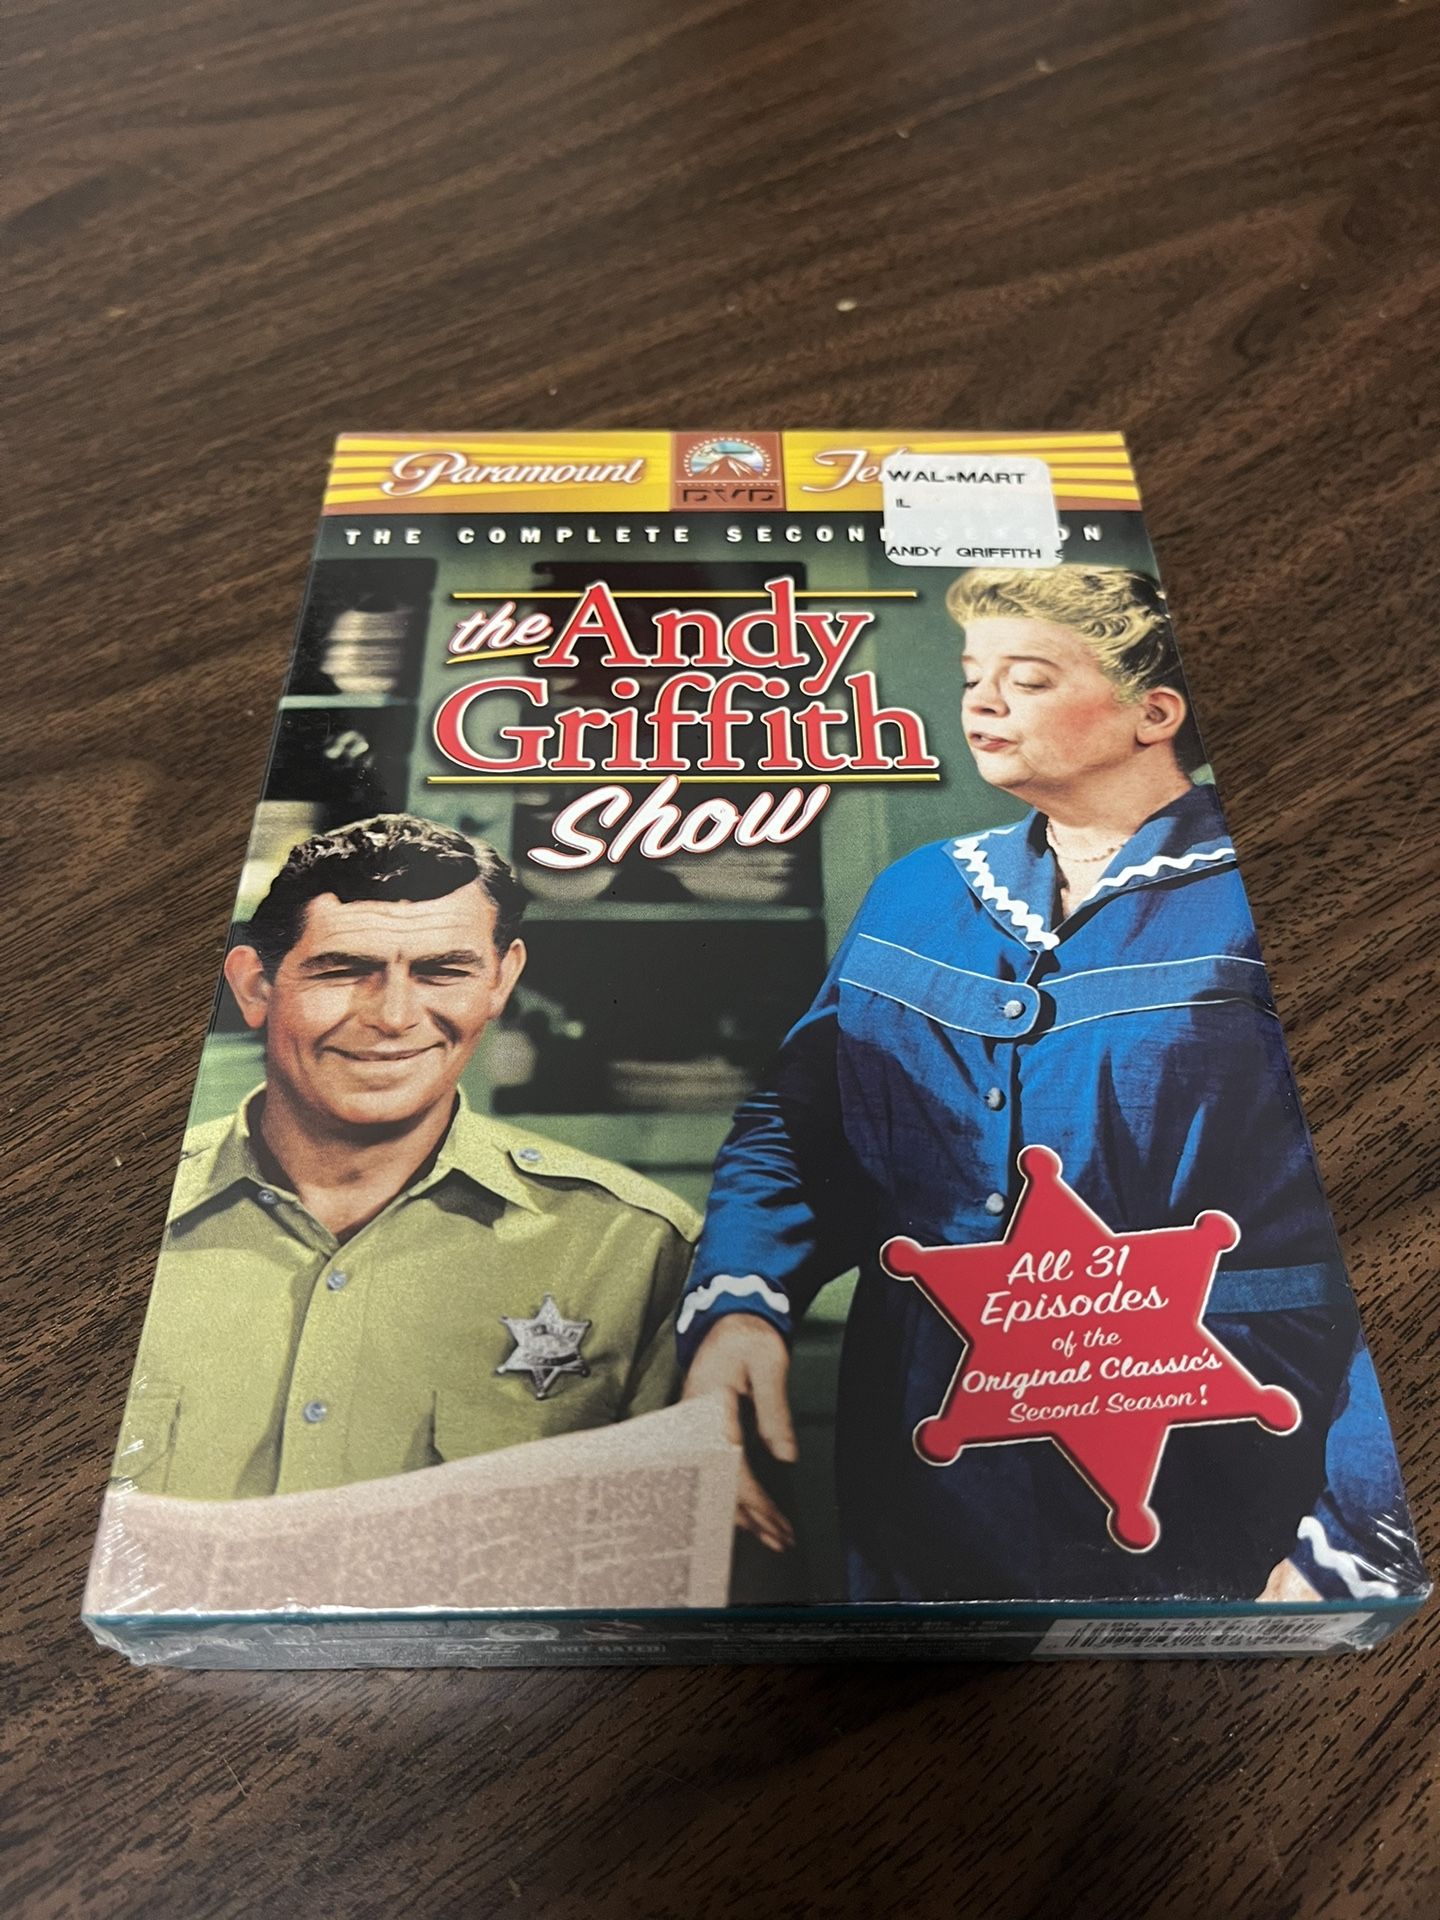 Paramount
DVD
WAL★MART
IL
ANDY GRIFFITH S
THE COMPLETE SECOND SEASON
the Andy
Griffith
Show
All 31
Episodes
of the
Original Classic's
Second Season!
NOT RATED